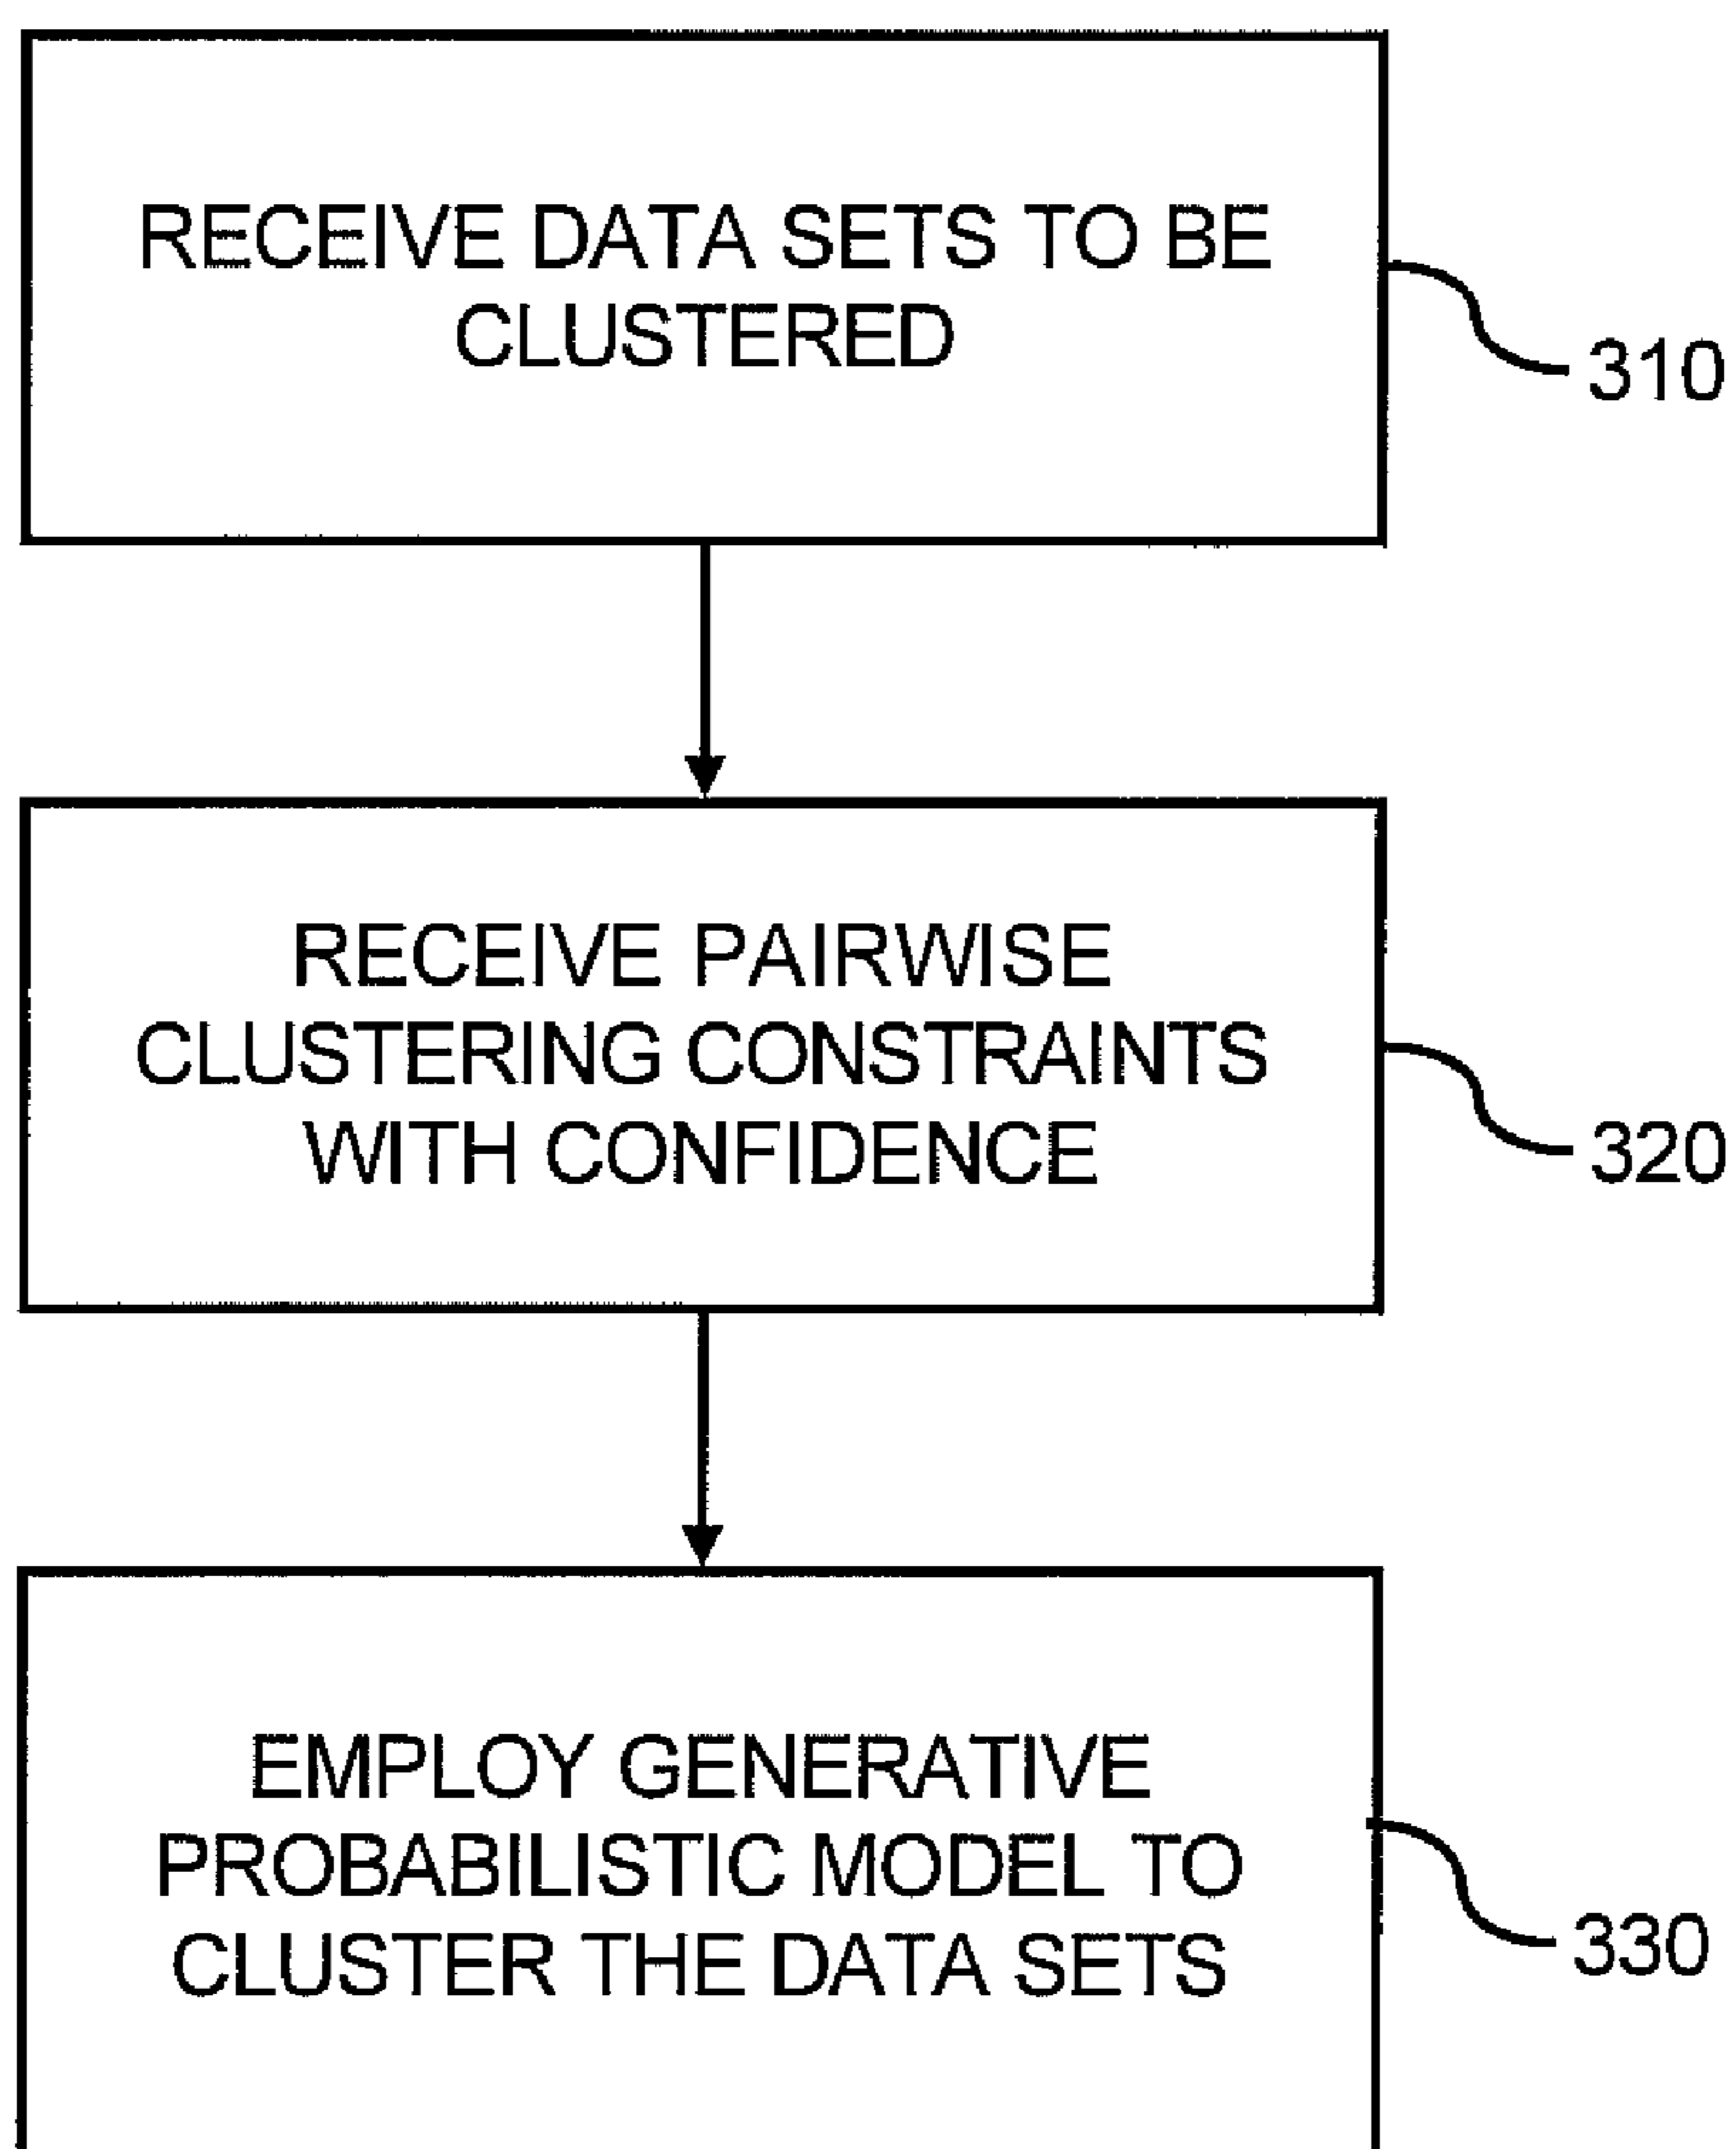 RECEIVE DATA SETS TO BE
CLUSTERED
310
RECEIVE PAIRWISE
CLUSTERING CONSTRAINTS
WITH CONFIDENCE
320
EMPLOY GENERATIVE
PROBABILISTIC MODEL TO
CLUSTER THE DATA SETS
330